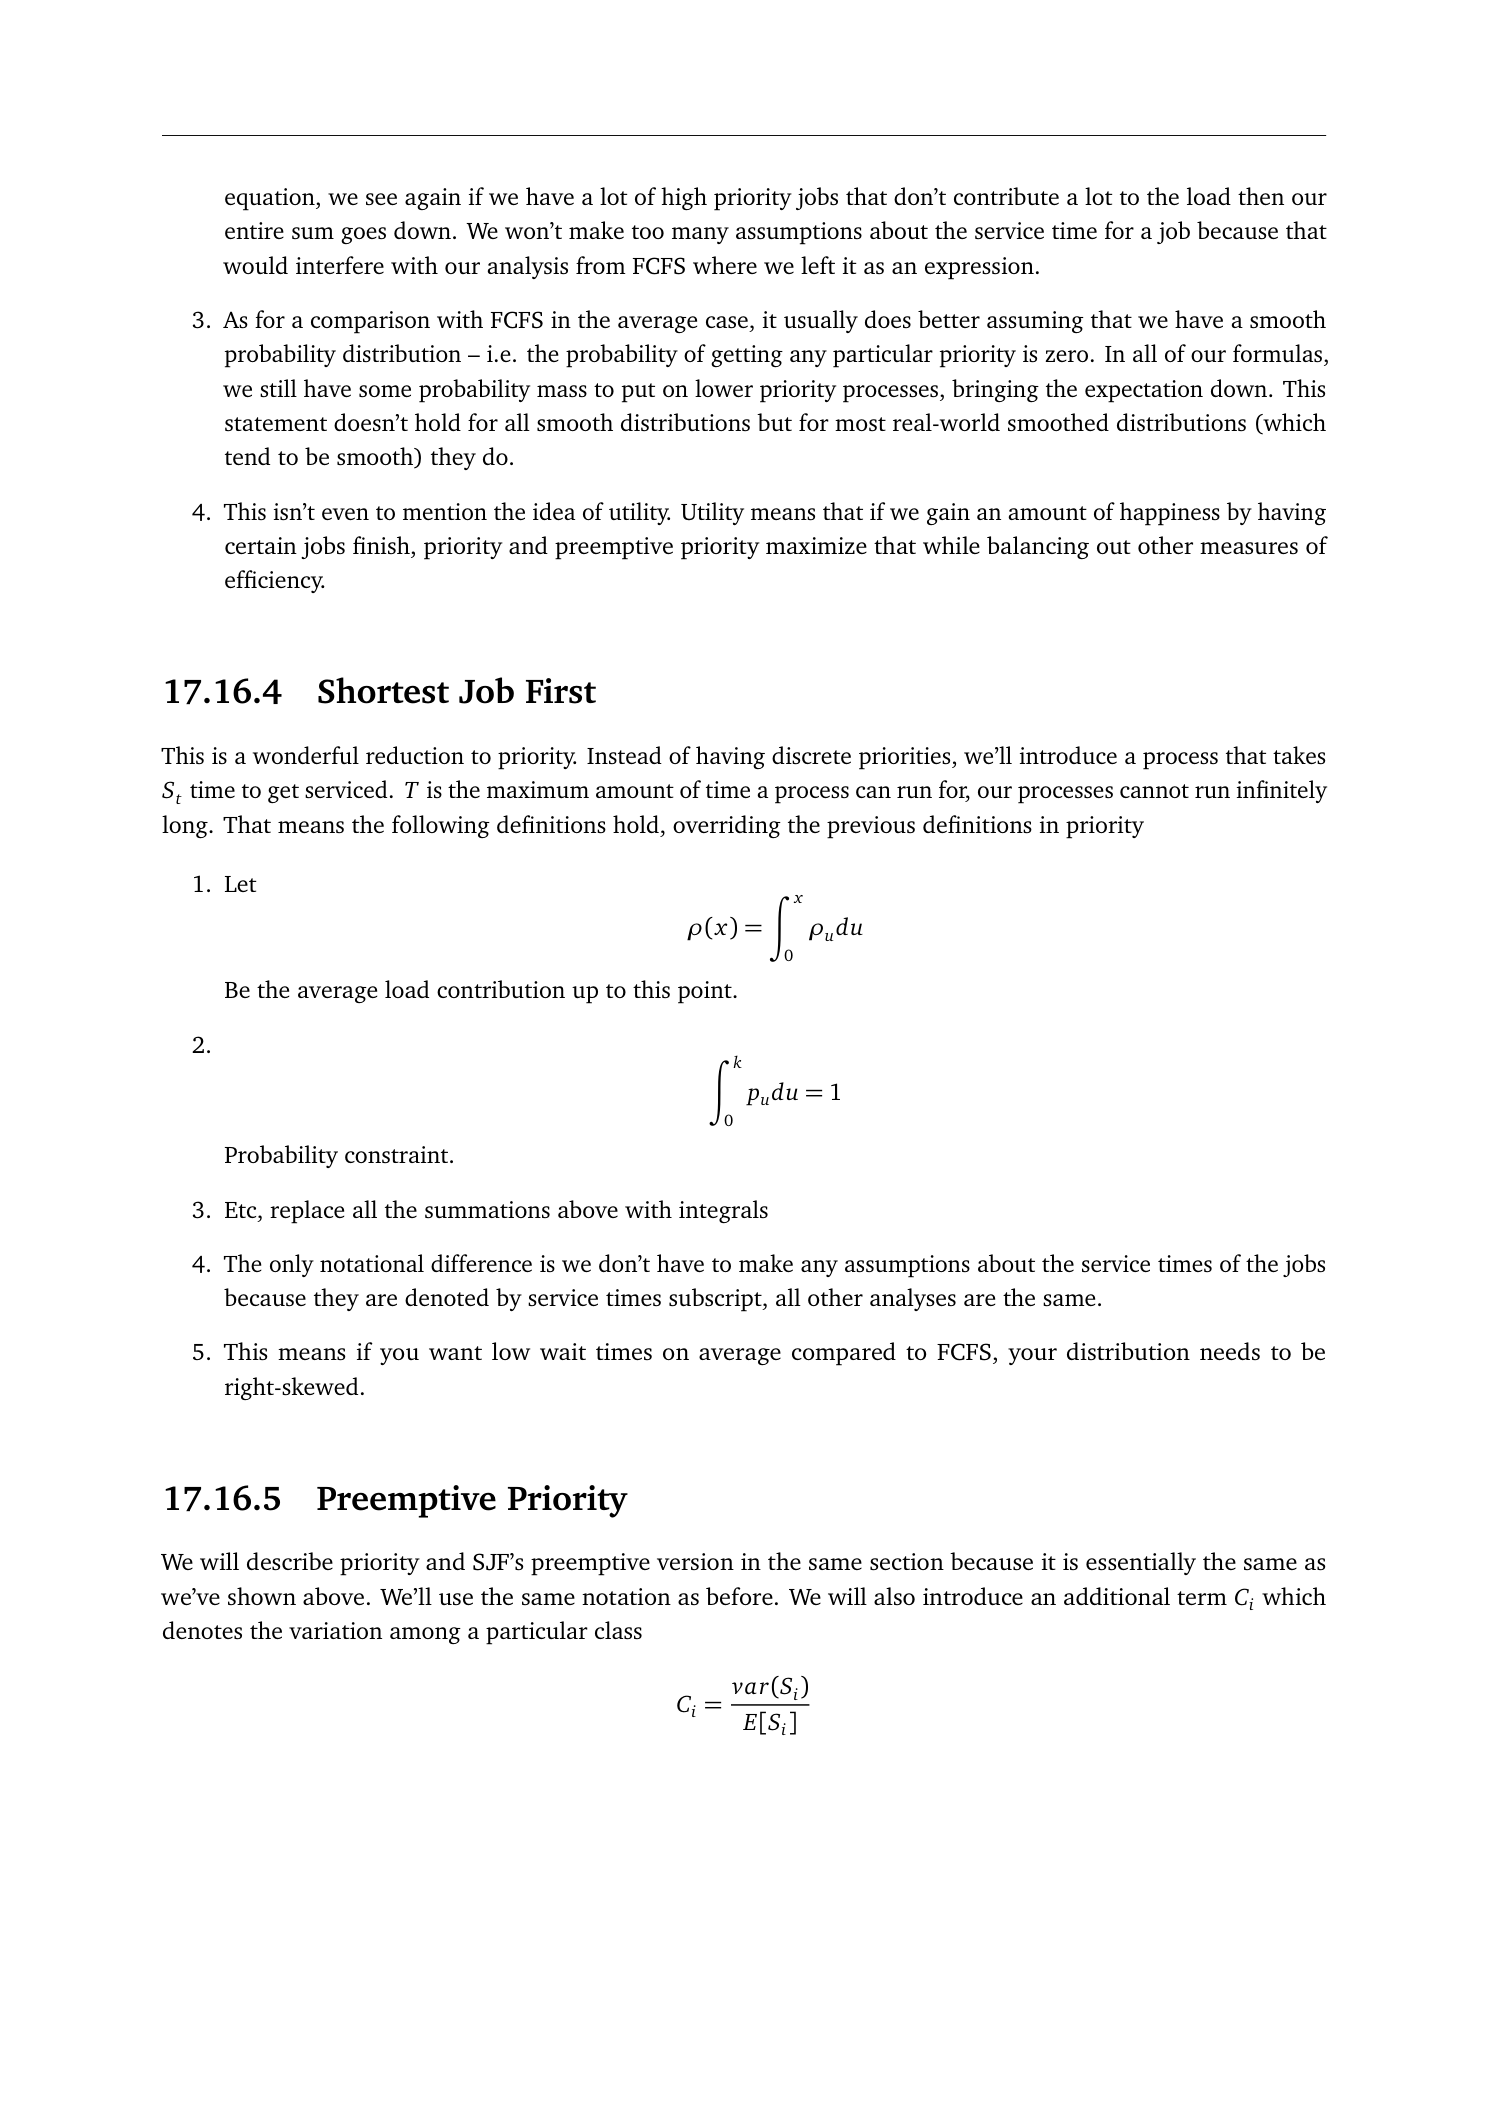 equation, we see again if we have a lot of high priority jobs that don’t contribute a lot to the load then our
entire sum goes down. We won’t make too many assumptions about the service time for a job because that
would interfere with our analysis from FCFS where we left it as an expression.
3. As for a comparison with FCFS in the average case, it usually does better assuming that we have a smooth
probability distribution – i.e. the probability of getting any particular priority is zero. In all of our formulas,
we still have some probability mass to put on lower priority processes, bringing the expectation down. This
statement doesn’t hold for all smooth distributions but for most real-world smoothed distributions (which
tend to be smooth) they do.
4. This isn’t even to mention the idea of utility. Utility means that if we gain an amount of happiness by having
certain jobs finish, priority and preemptive priority maximize that while balancing out other measures of
efficiency.
17.16.4 Shortest Job First
This is a wonderful reduction to priority. Instead of having discrete priorities, we’ll introduce a process that takes
S_t time to get serviced. T is the maximum amount of time a process can run for, our processes cannot run infinitely
long. That means the following definitions hold, overriding the previous definitions in priority
1. Let
ρ(x) = ∫_0^x ρ_u du
Be the average load contribution up to this point.
2.
∫_0^k p_u du = 1
Probability constraint.
3. Etc, replace all the summations above with integrals
4. The only notational difference is we don’t have to make any assumptions about the service times of the jobs
because they are denoted by service times subscript, all other analyses are the same.
5. This means if you want low wait times on average compared to FCFS, your distribution needs to be
right-skewed.
17.16.5 Preemptive Priority
We will describe priority and SJF’s preemptive version in the same section because it is essentially the same as
we’ve shown above. We’ll use the same notation as before. We will also introduce an additional term C_i which
denotes the variation among a particular class
C_i = var(S_i) / E[S_i]